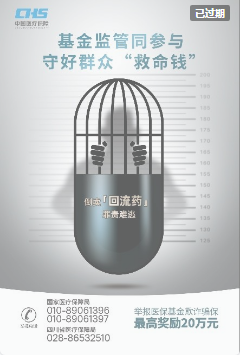 CHS
中国医疗保障
已过期
基金监管同参与
守好群众“救命钱”
倒卖「回流药」
罪责难逃
国家医疗保障局
010-89061396
010-89061397
四川省医疗保障局
028-86532510
举报医保基金欺诈骗保
最高奖励20万元